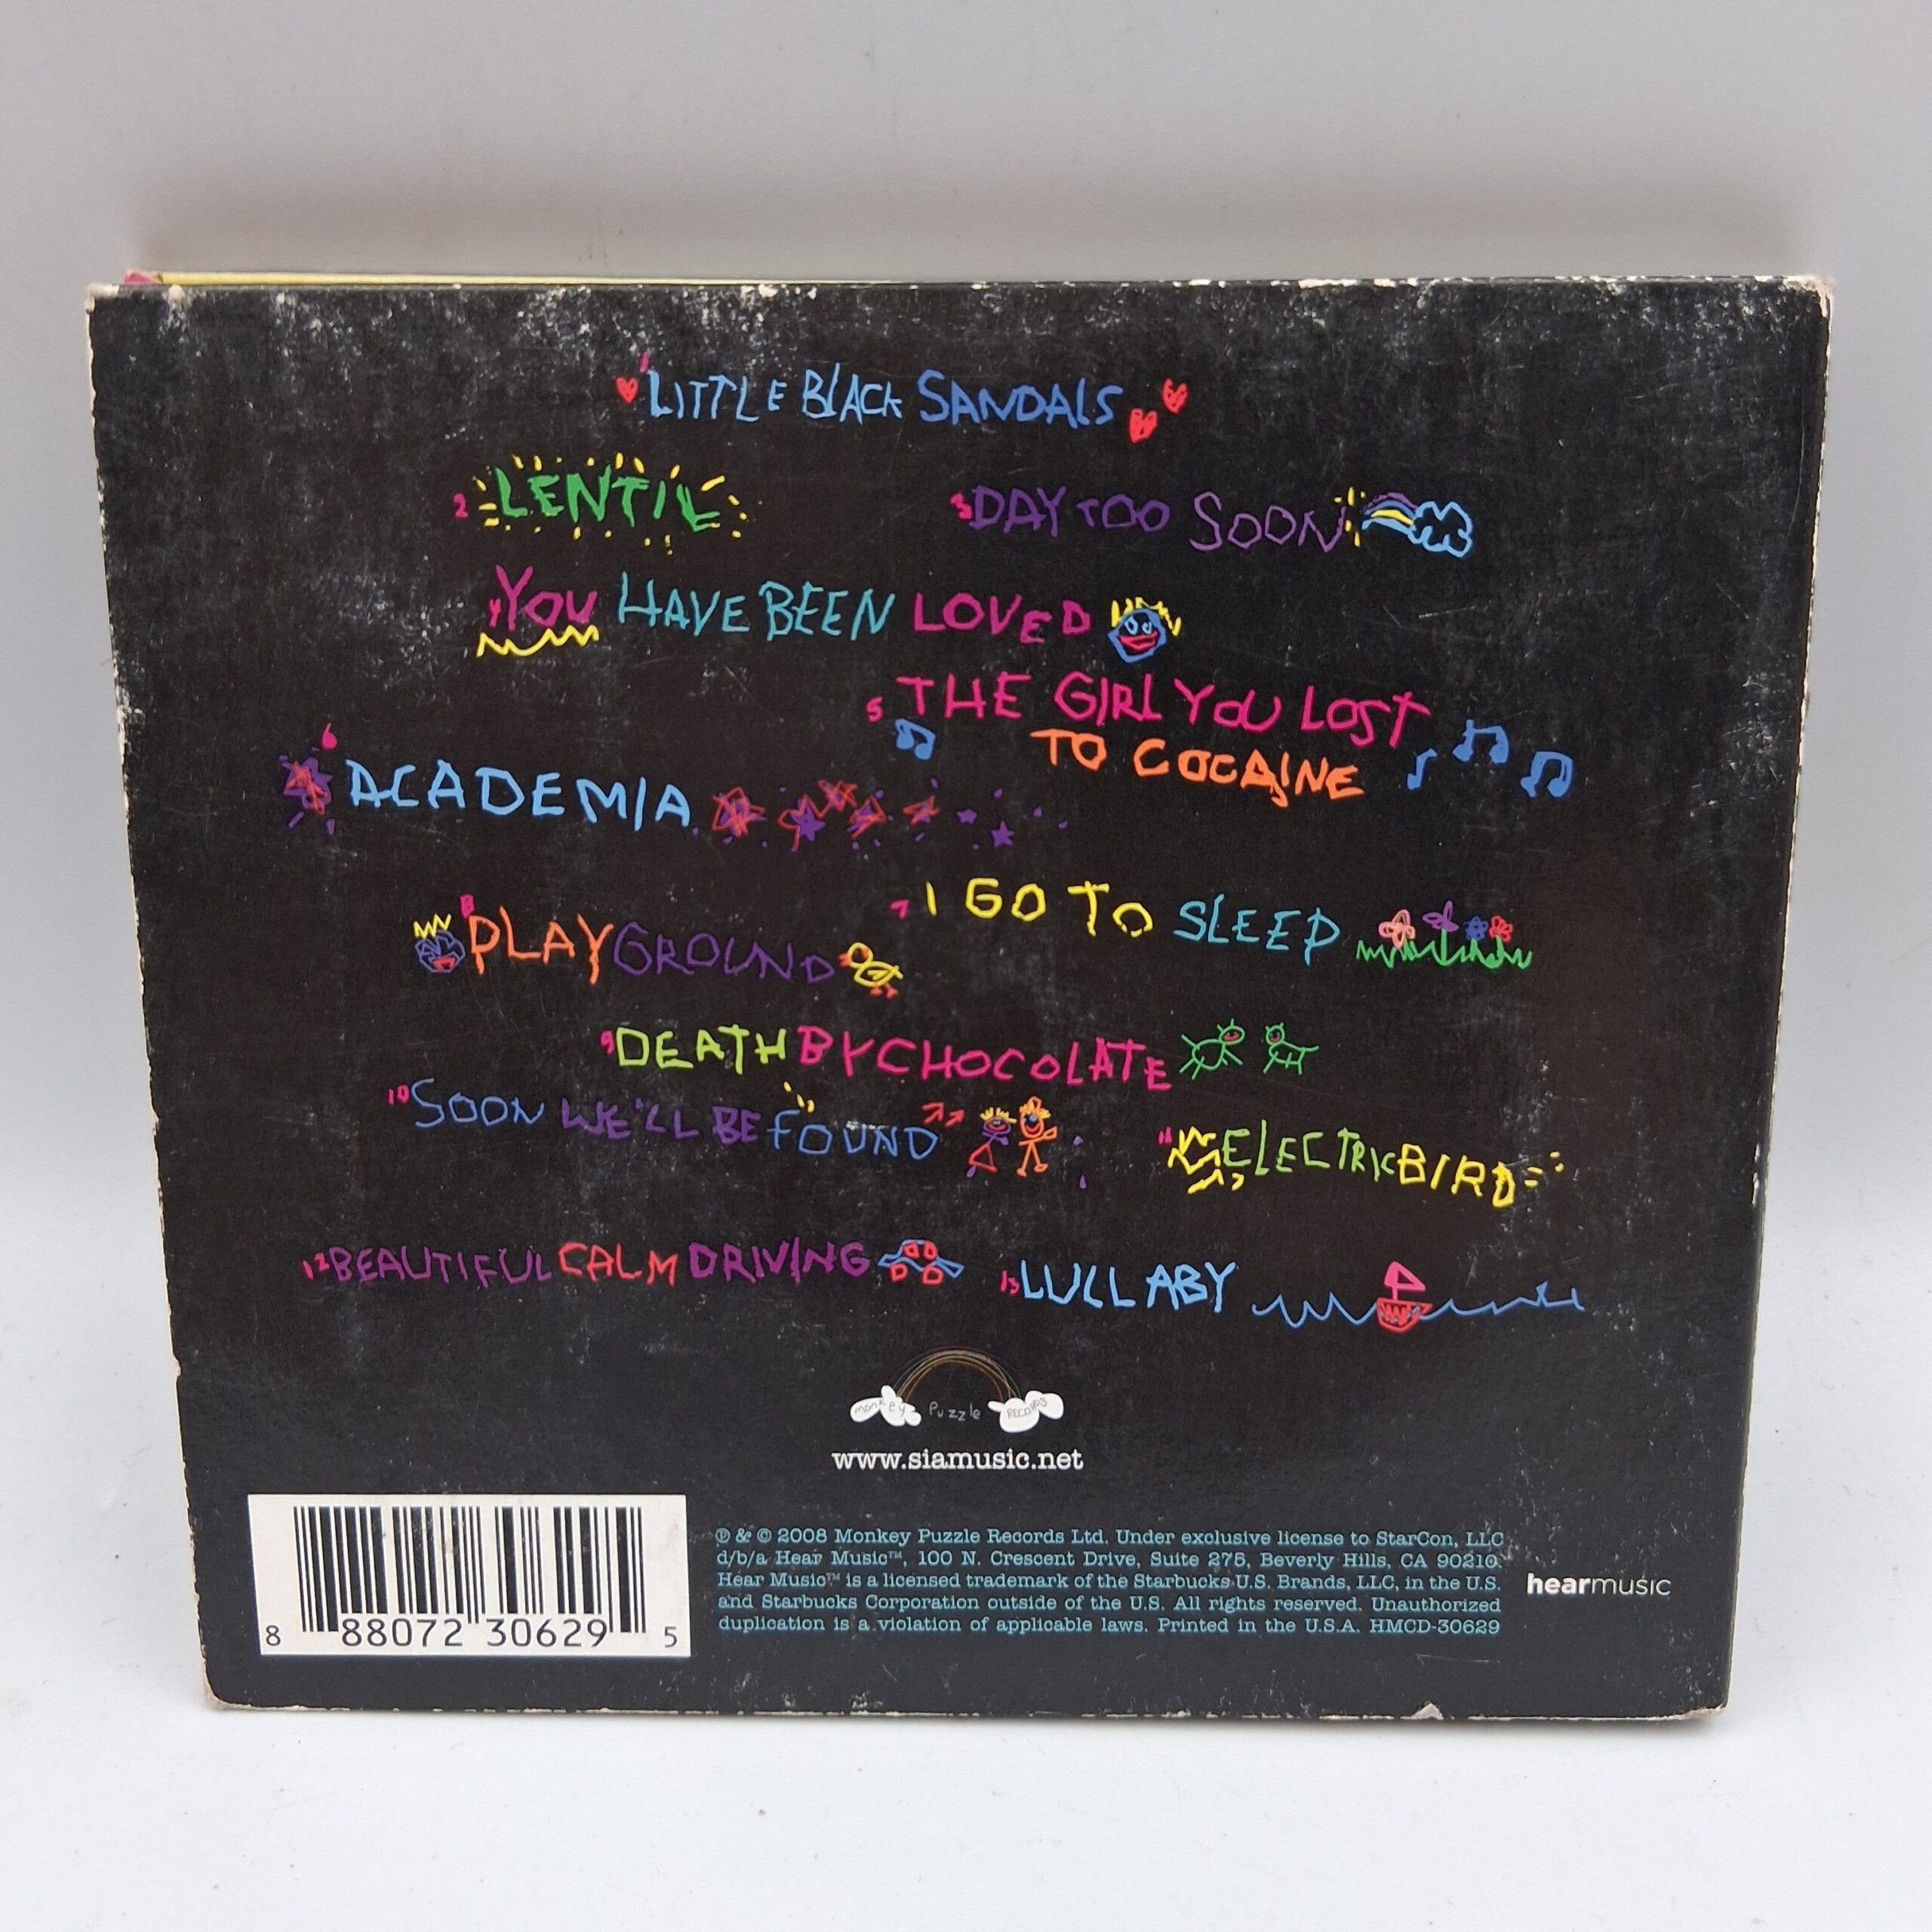 1 LITTLE BLACK SANDALS
2 LENTIL
3 DAY TOO SOON
4 YOU HAVE BEEN LOVED
5 THE GIRL YOU LOST
TO COCAINE
6 ACADEMIA
7 I GO TO SLEEP
8 PLAYGROUND
9 DEATH BY CHOCOLATE
10 SOON WE'LL BE FOUND
11 ELECTRIC BIRD
12 BEAUTIFUL CALM DRIVING
13 LULLABY
monkey Puzzle RECORDS
www.siamusic.net
8 88072 30629 5
℗ & © 2008 Monkey Puzzle Records Ltd. Under exclusive license to StarCon, LLC
d/b/a Hear Music™, 100 N. Crescent Drive, Suite 275, Beverly Hills, CA 90210.
Hear Music™ is a licensed trademark of the Starbucks U.S. Brands, LLC, in the U.S.
and Starbucks Corporation outside of the U.S. All rights reserved. Unauthorized
duplication is a violation of applicable laws. Printed in the U.S.A. HMCD-30629
hearmusic